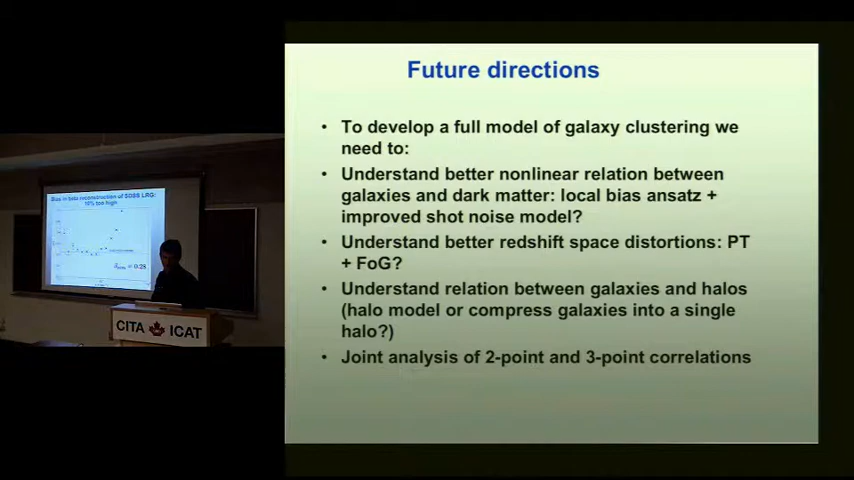 Future directions
• To develop a full model of galaxy clustering we
need to:
• Understand better nonlinear relation between
galaxies and dark matter: local bias ansatz +
improved shot noise model?
• Understand better redshift space distortions: PT
+ FoG?
• Understand relation between galaxies and halos
(halo model or compress galaxies into a single
halo?)
• Joint analysis of 2-point and 3-point correlations
Bias in beta reconstruction of SDSS LRG:
10% too high
CITA ICAT